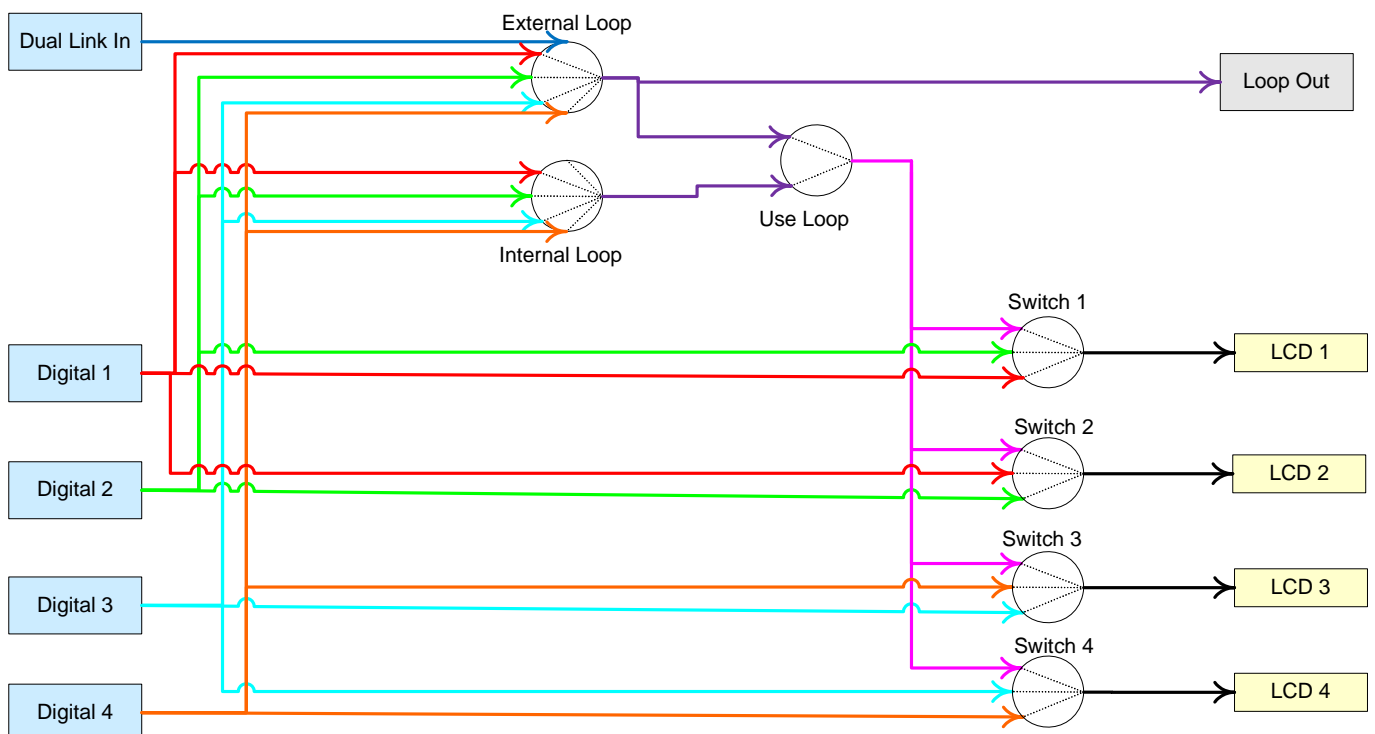 External Loop
Dual Link In
Loop Out
Use Loop
Internal Loop
Switch 1
Digital 1
LCD 1
Switch 2
Digital 2
LCD 2
Switch 3
Digital 3
LCD 3
Switch 4
Digital 4
LCD 4